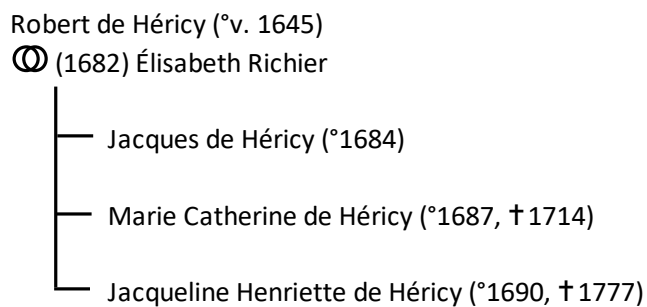 Robert de Héricy (°v. 1645)
⚭ (1682) Élisabeth Richier
Jacques de Héricy (°1684)
Marie Catherine de Héricy (°1687, †1714)
Jacqueline Henriette de Héricy (°1690, †1777)